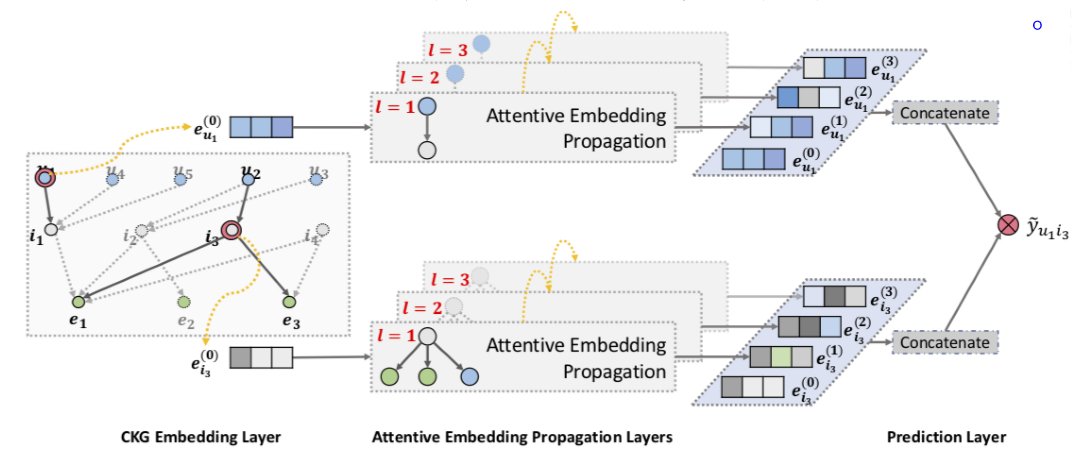 l = 3
l = 2
l = 1
Attentive Embedding
Propagation
e_{u_1}^{(0)}
e_{u_1}^{(3)}
e_{u_1}^{(2)}
e_{u_1}^{(1)}
e_{u_1}^{(0)}
Concatenate
u_4 u_5 u_2 u_3
i_1 i_2 i_3 i_4
e_1 e_2 e_3
ỹ_{u_1 i_3}
l = 3
l = 2
l = 1
Attentive Embedding
Propagation
e_{i_3}^{(0)}
e_{i_3}^{(3)}
e_{i_3}^{(2)}
e_{i_3}^{(1)}
e_{i_3}^{(0)}
Concatenate
CKG Embedding Layer Attentive Embedding Propagation Layers Prediction Layer